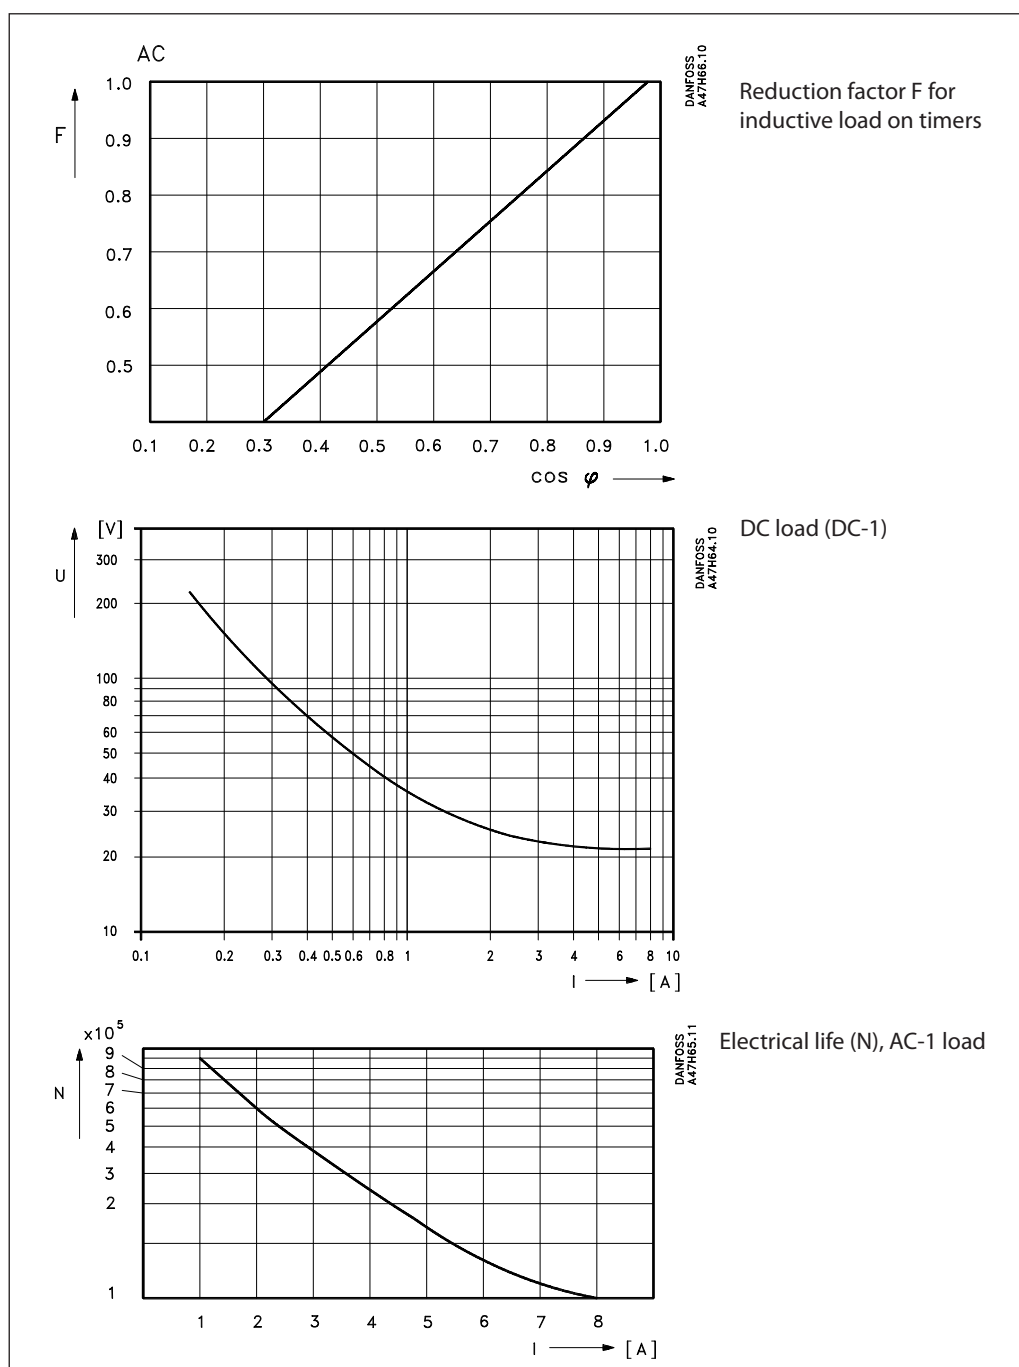 AC
1.0
F
0.9
0.8
0.7
0.6
0.5
0.1 0.2 0.3 0.4 0.5 0.6 0.7 0.8 0.9 1.0
COS φ
DANFOSS
A47H66.10
Reduction factor F for
inductive load on timers
[V]
U
300
200
100
80
60
50
40
30
20
10
0.1 0.2 0.3 0.4 0.5 0.6 0.8 1 2 3 4 6 8 10
I [A]
DANFOSS
A47H64.10
DC load (DC-1)
x10⁵
N
9
8
7
6
5
4
3
2
1
1 2 3 4 5 6 7 8
I [A]
DANFOSS
A47H65.11
Electrical life (N), AC-1 load